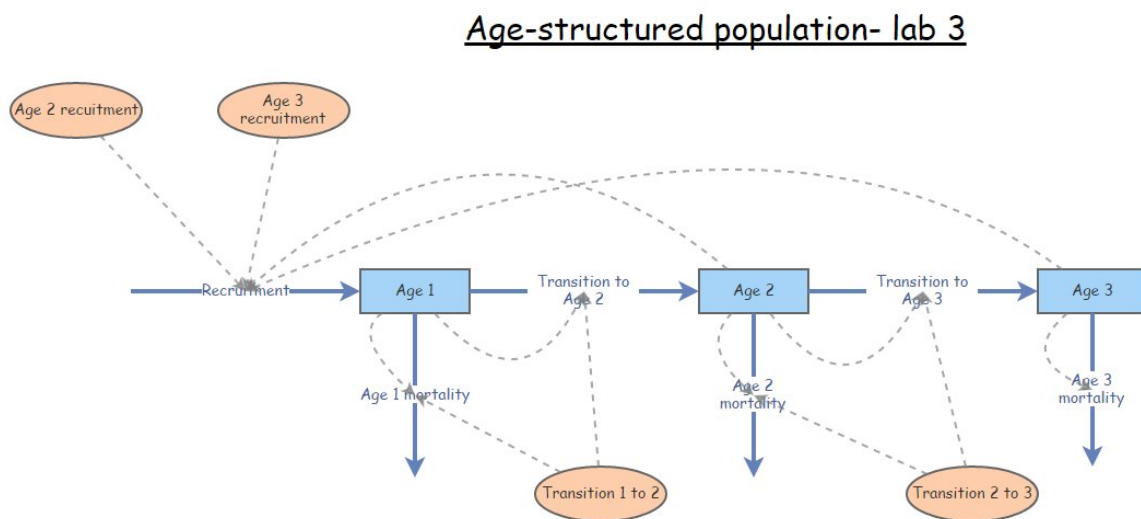 Age-structured population- lab 3
Age 2 recuitment
Age 3
recruitment
Recruitment
Age 1
Transition to
Age 2
Age 2
Transition to
Age 3
Age 3
Age 1 mortality
Age 2
mortality
Age 3
mortality
Transition 1 to 2
Transition 2 to 3